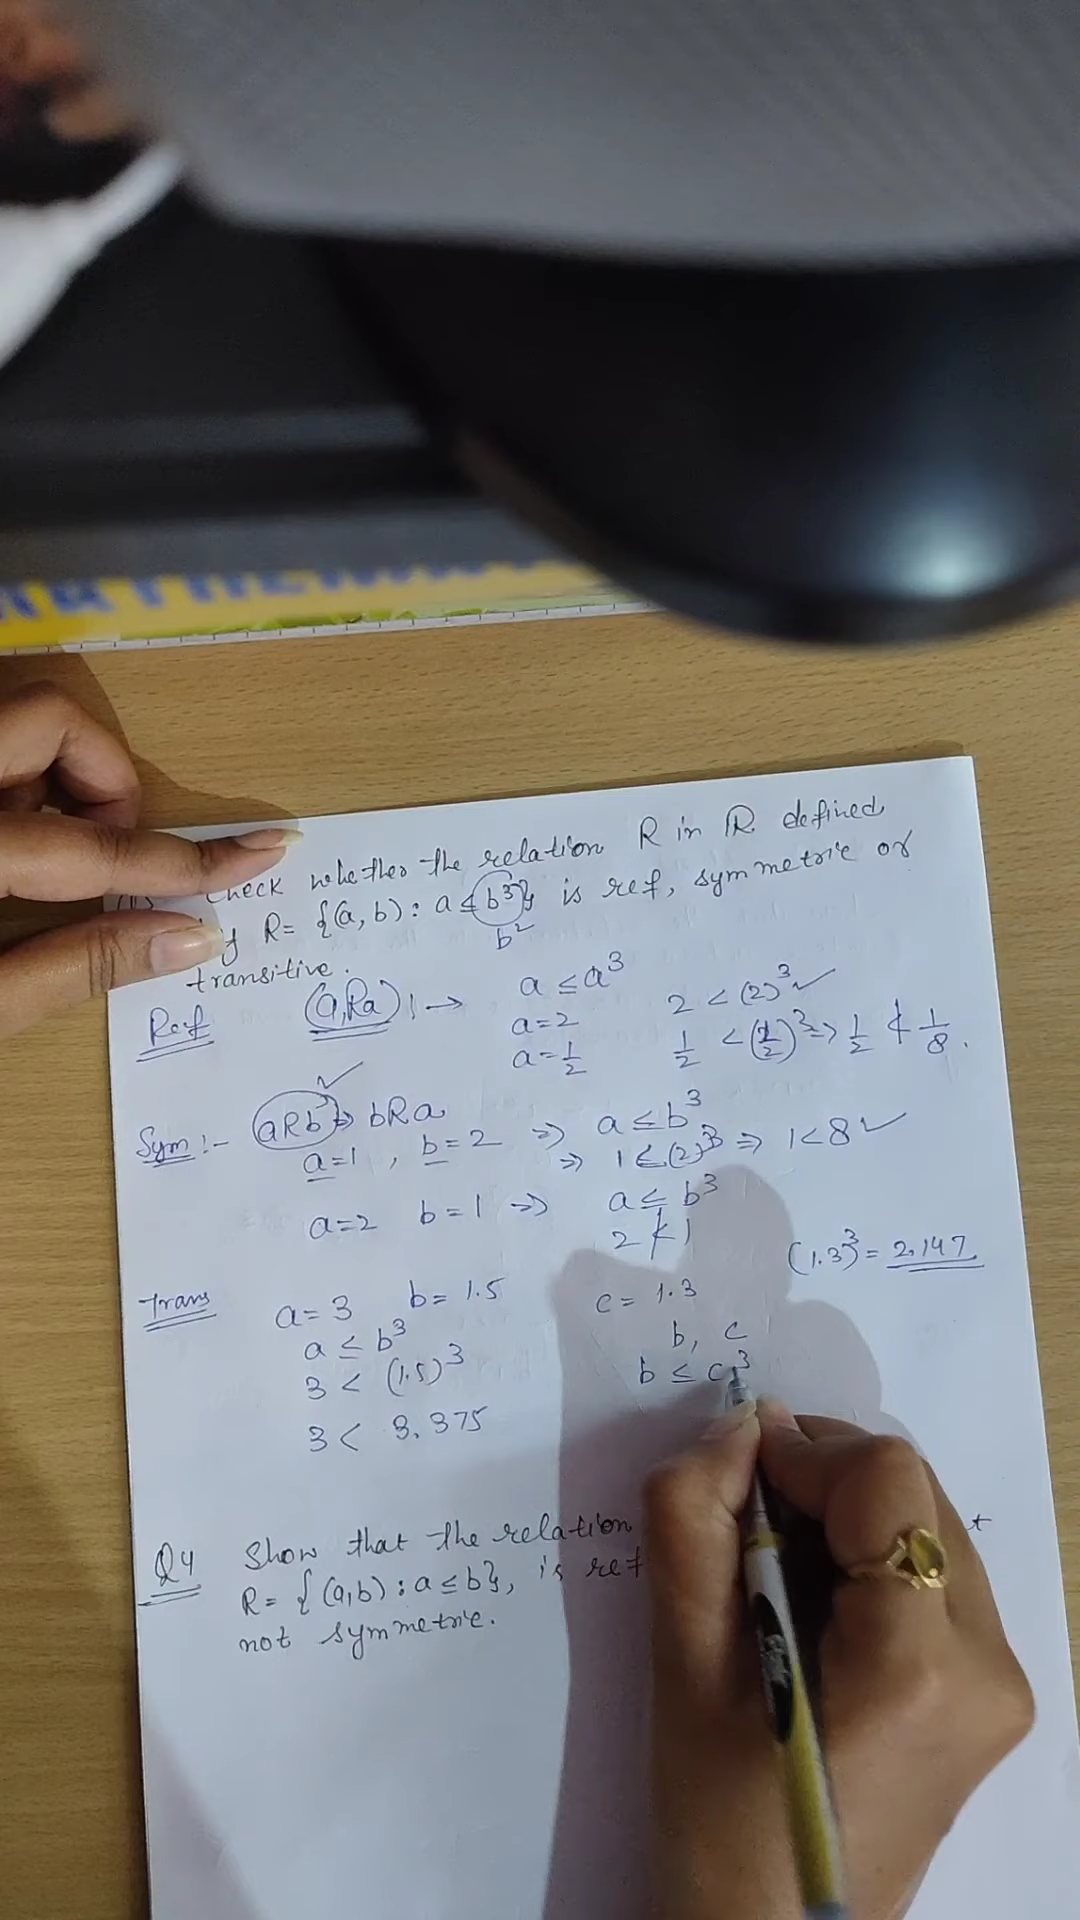 MATHEMA
(ii) Check whether the relation R in ℝ defined
by R= {(a, b) : a ≤ b³} is ref, symmetric or
b²
transitive.
Ref (a,Ra) :→ a ≤ a³
a=2 2 < (2)³ ✓
a=1/2 1/2 < (1/2)³ ⇒ 1/2 ≮ 1/8.
Sym :- aRb ⇒ bRa ✓
a=1, b=2 ⇒ a ≤ b³
⇒ 1 ≤ (2)³ ⇒ 1<8 ✓
a=2 b=1 ⇒ a ≤ b³
2 ≮ 1
(1.3)³ = 2.147
Trans a=3 b= 1.5 c= 1.3
a ≤ b³ b, c
3 < (1.5)³ b ≤ c³
3 < 3.375
Q4 Show that the relation
R= {(a,b) : a ≤ b}, is ref
not symmetric.